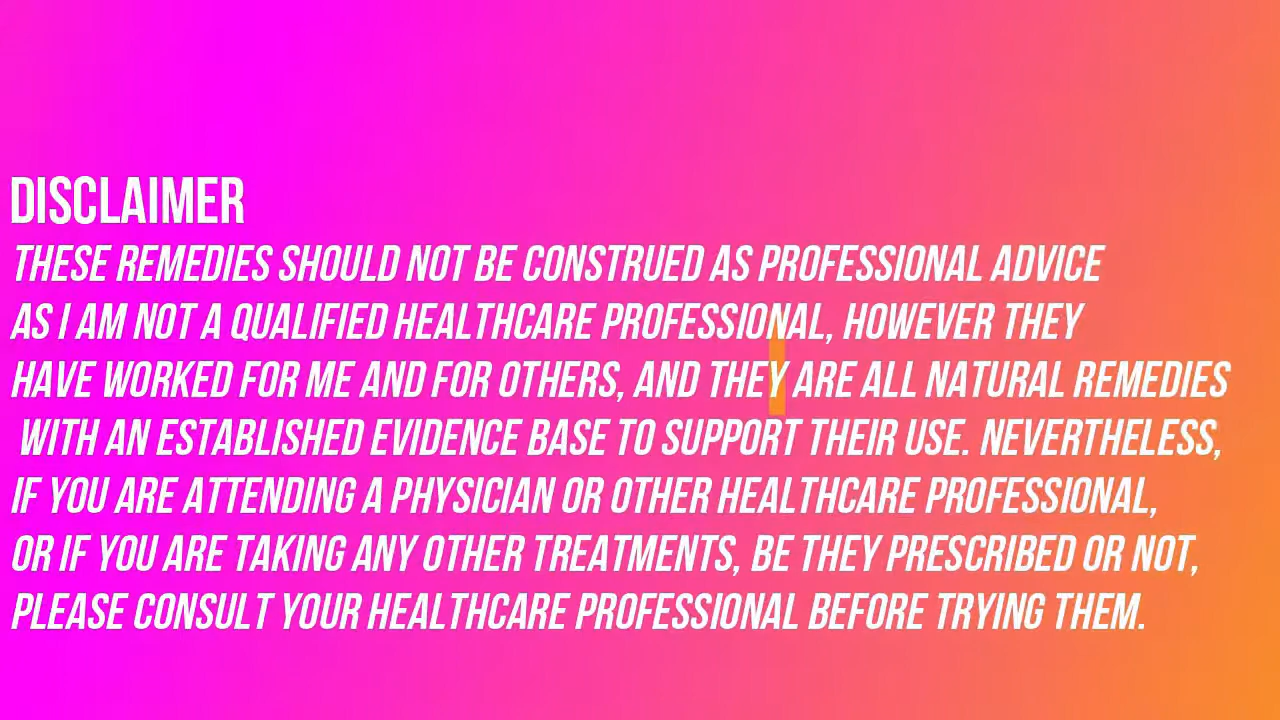 DISCLAIMER
THESE REMEDIES SHOULD NOT BE CONSTRUED AS PROFESSIONAL ADVICE
AS I AM NOT A QUALIFIED HEALTHCARE PROFESSIONAL, HOWEVER THEY
HAVE WORKED FOR ME AND FOR OTHERS, AND THEY ARE ALL NATURAL REMEDIES
WITH AN ESTABLISHED EVIDENCE BASE TO SUPPORT THEIR USE. NEVERTHELESS,
IF YOU ARE ATTENDING A PHYSICIAN OR OTHER HEALTHCARE PROFESSIONAL,
OR IF YOU ARE TAKING ANY OTHER TREATMENTS, BE THEY PRESCRIBED OR NOT,
PLEASE CONSULT YOUR HEALTHCARE PROFESSIONAL BEFORE TRYING THEM.